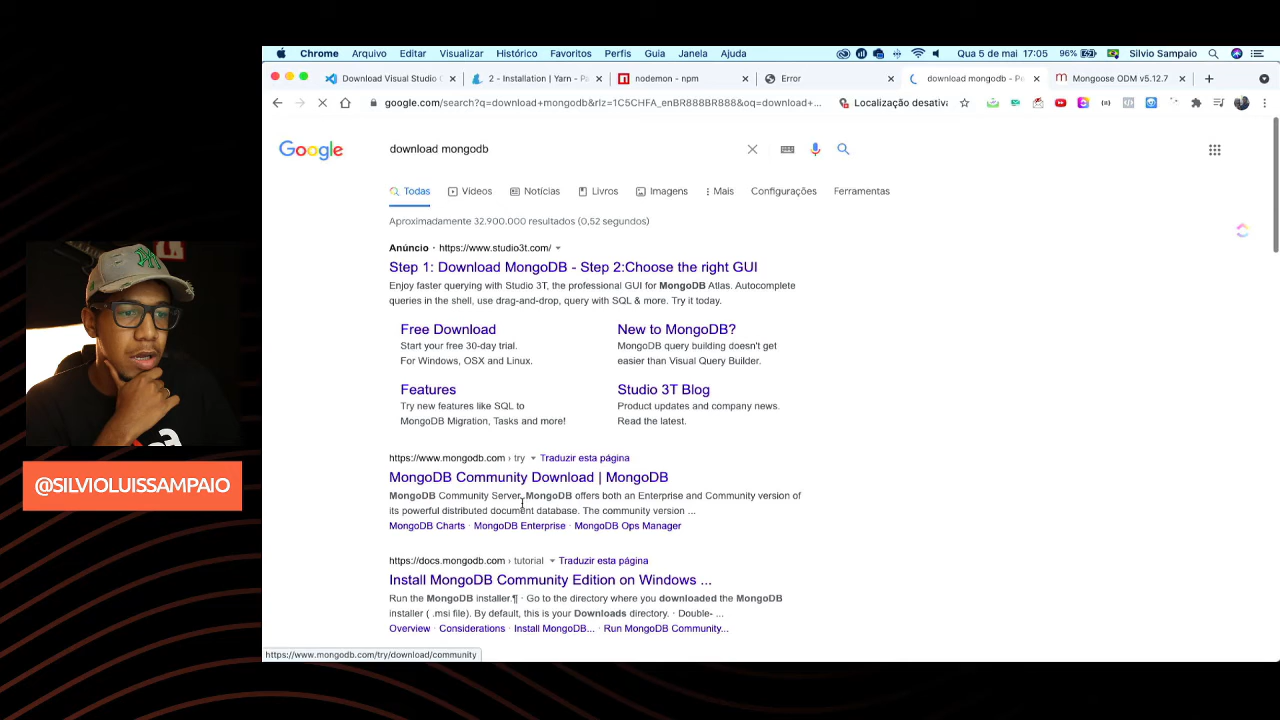 Chrome Arquivo Editar Visualizar Histórico Favoritos Perfis Guia Janela Ajuda Qua 5 de mai 17:05 96% Silvio Sampaio
Download Visual Studio C × 2 - Installation | Yarn - Pa × nodemon - npm × Error × download mongodb - Pe × Mongoose ODM v5.12.7 × +
google.com/search?q=download+mongodb&rlz=1C5CHFA_enBR888BR888&oq=download+... Localização desativa
Google
download mongodb
Todas Vídeos Notícias Livros Imagens Mais Configurações Ferramentas
Aproximadamente 32.900.000 resultados (0,52 segundos)
Anúncio · https://www.studio3t.com/
Step 1: Download MongoDB - Step 2:Choose the right GUI
Enjoy faster querying with Studio 3T, the professional GUI for MongoDB Atlas. Autocomplete
queries in the shell, use drag-and-drop, query with SQL & more. Try it today.
Free Download
Start your free 30-day trial.
For Windows, OSX and Linux.
New to MongoDB?
MongoDB query building doesn't get
easier than Visual Query Builder.
Features
Try new features like SQL to
MongoDB Migration, Tasks and more!
Studio 3T Blog
Product updates and company news.
Read the latest.
https://www.mongodb.com › try Traduzir esta página
MongoDB Community Download | MongoDB
MongoDB Community Server. MongoDB offers both an Enterprise and Community version of
its powerful distributed document database. The community version ...
MongoDB Charts · MongoDB Enterprise · MongoDB Ops Manager
https://docs.mongodb.com › tutorial Traduzir esta página
Install MongoDB Community Edition on Windows ...
Run the MongoDB installer.¶ · Go to the directory where you downloaded the MongoDB
installer ( .msi file). By default, this is your Downloads directory. · Double- ...
Overview · Considerations · Install MongoDB... · Run MongoDB Community...
https://www.mongodb.com/try/download/community
@SILVIOLUISSAMPAIO